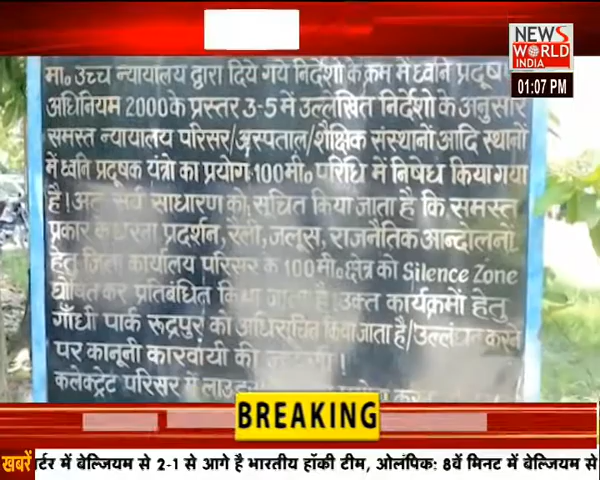 NEWS
WORLD
INDIA
01:07 PM
मा० उच्च न्यायालय द्वारा दिये गये निर्देशो के क्रम में ध्वनि प्रदूष
अधिनियम 2000 के प्रस्तर 3-5 में उल्लेखित निर्देशो के अनुसार
समस्त न्यायालय परिसर/अस्पताल/शैक्षिक संस्थानों आदि स्थानों
में ध्वनि प्रदूषक यंत्रो का प्रयोग 100 मी० परिधि में निषेध किया गया
है। अतः सर्व साधारण को सूचित किया जाता है कि समस्त
प्रकार के धरना प्रदर्शन, रैली, जलूस, राजनैतिक आन्दोलनों
हेतु जिला कार्यालय परिसर के 100 मी० क्षेत्र को Silence Zone
घोषित कर प्रतिबंधित किया जाता है। उक्त कार्यक्रमों हेतु
गाँधी पार्क रूद्रपुर को अधिसूचित किया जाता है/उल्लंघन करने
पर कानूनी कारवायी की जायेगी।
कलेक्ट्रेट परिसर में
BREAKING
खबरें र्टर में बेल्जियम से 2-1 से आगे है भारतीय हॉकी टीम, ओलंपिक: 8वें मिनट में बेल्जियम से